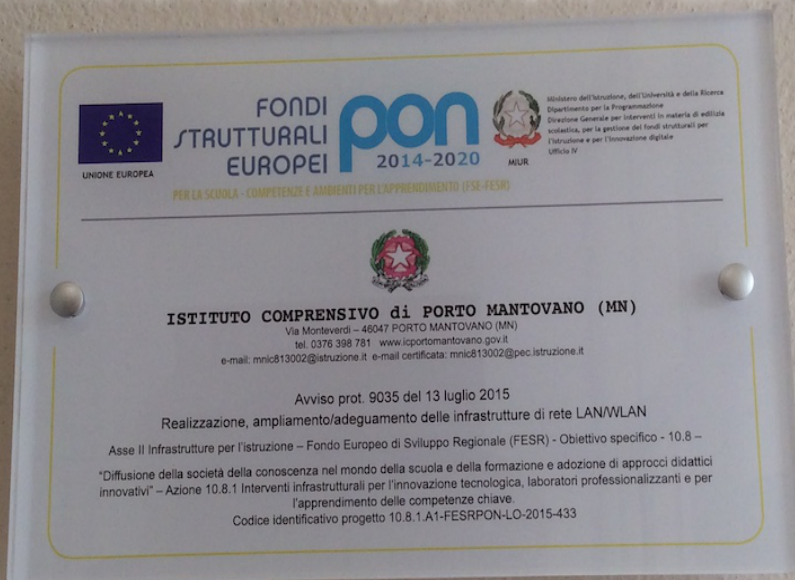 UNIONE EUROPEA
FONDI
STRUTTURALI
EUROPEI
pon
2014-2020
MIUR
Ministero dell'Istruzione, dell'Università e della Ricerca
Dipartimento per la Programmazione
Direzione Generale per interventi in materia di edilizia
scolastica, per la gestione dei fondi strutturali per
l'istruzione e per l'innovazione digitale
Ufficio IV
PER LA SCUOLA - COMPETENZE E AMBIENTI PER L'APPRENDIMENTO (FSE-FESR)
ISTITUTO COMPRENSIVO di PORTO MANTOVANO (MN)
Via Monteverdi – 46047 PORTO MANTOVANO (MN)
tel. 0376 398 781 www.icportomantovano.gov.it
e-mail: mnic813002@istruzione.it e-mail certificata: mnic813002@pec.istruzione.it
Avviso prot. 9035 del 13 luglio 2015
Realizzazione, ampliamento/adeguamento delle infrastrutture di rete LAN/WLAN
Asse II Infrastrutture per l'istruzione – Fondo Europeo di Sviluppo Regionale (FESR) - Obiettivo specifico - 10.8 –
“Diffusione della società della conoscenza nel mondo della scuola e della formazione e adozione di approcci didattici
innovativi” – Azione 10.8.1 Interventi infrastrutturali per l'innovazione tecnologica, laboratori professionalizzanti e per
l'apprendimento delle competenze chiave.
Codice identificativo progetto 10.8.1.A1-FESRPON-LO-2015-433